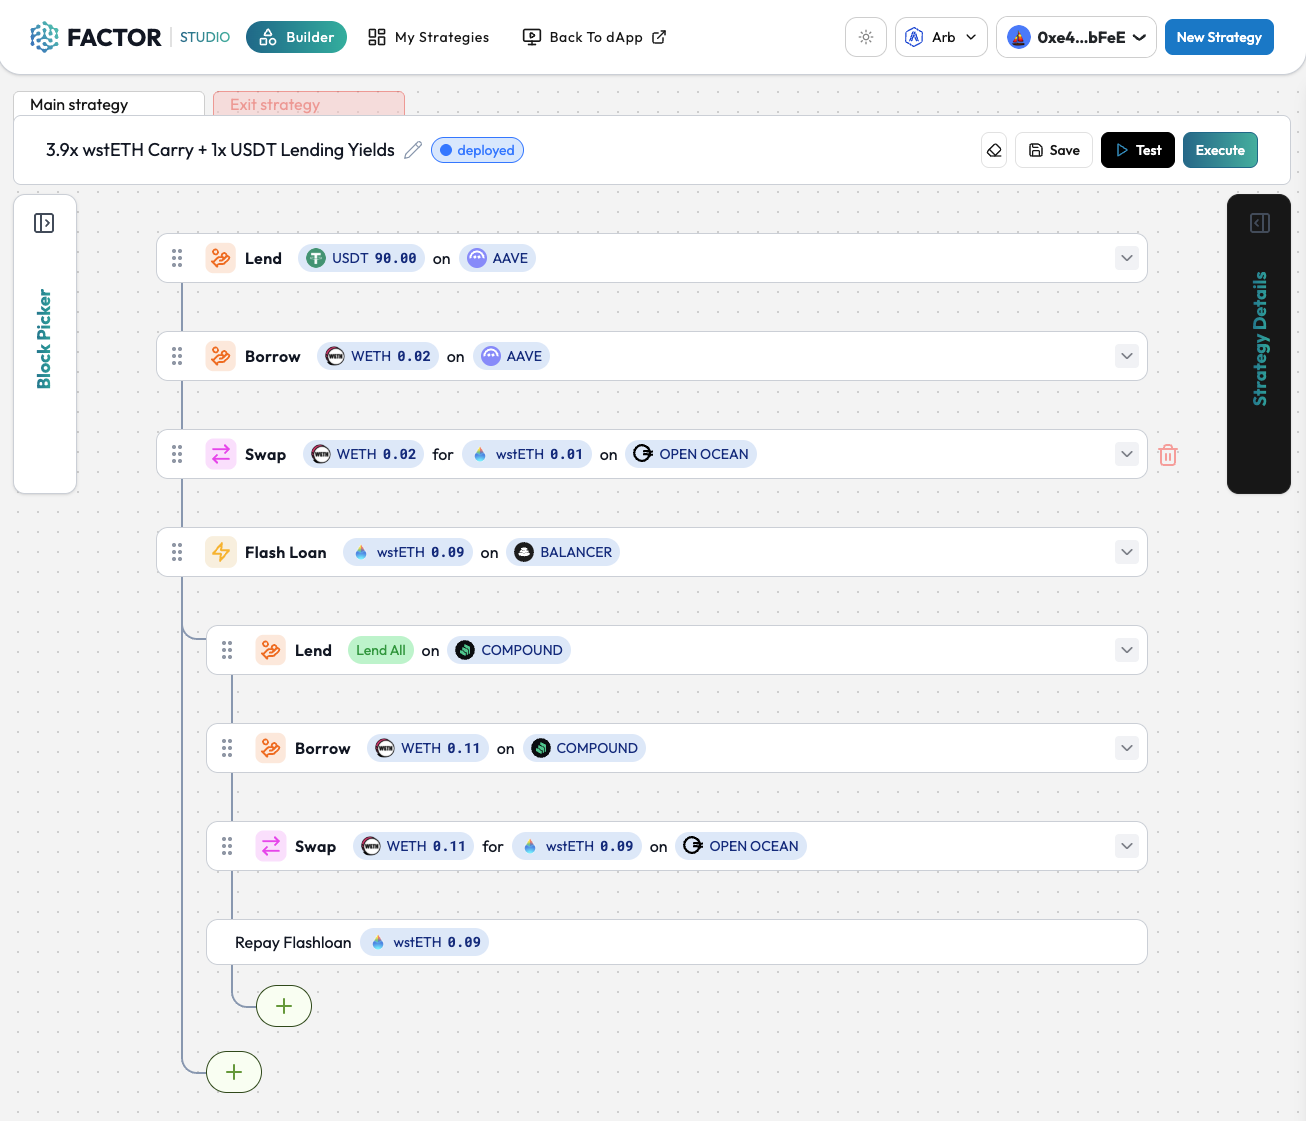 FACTOR STUDIO Builder My Strategies Back To dApp Arb 0xe4...bFeE New Strategy
Main strategy Exit strategy
3.9x wstETH Carry + 1x USDT Lending Yields deployed Save Test Execute
Block Picker
Strategy Details
Lend USDT 90.00 on AAVE
Borrow WETH WETH 0.02 on AAVE
Swap WETH WETH 0.02 for wstETH 0.01 on OPEN OCEAN
Flash Loan wstETH 0.09 on BALANCER
Lend Lend All on COMPOUND
Borrow WETH WETH 0.11 on COMPOUND
Swap WETH WETH 0.11 for wstETH 0.09 on OPEN OCEAN
Repay Flashloan wstETH 0.09